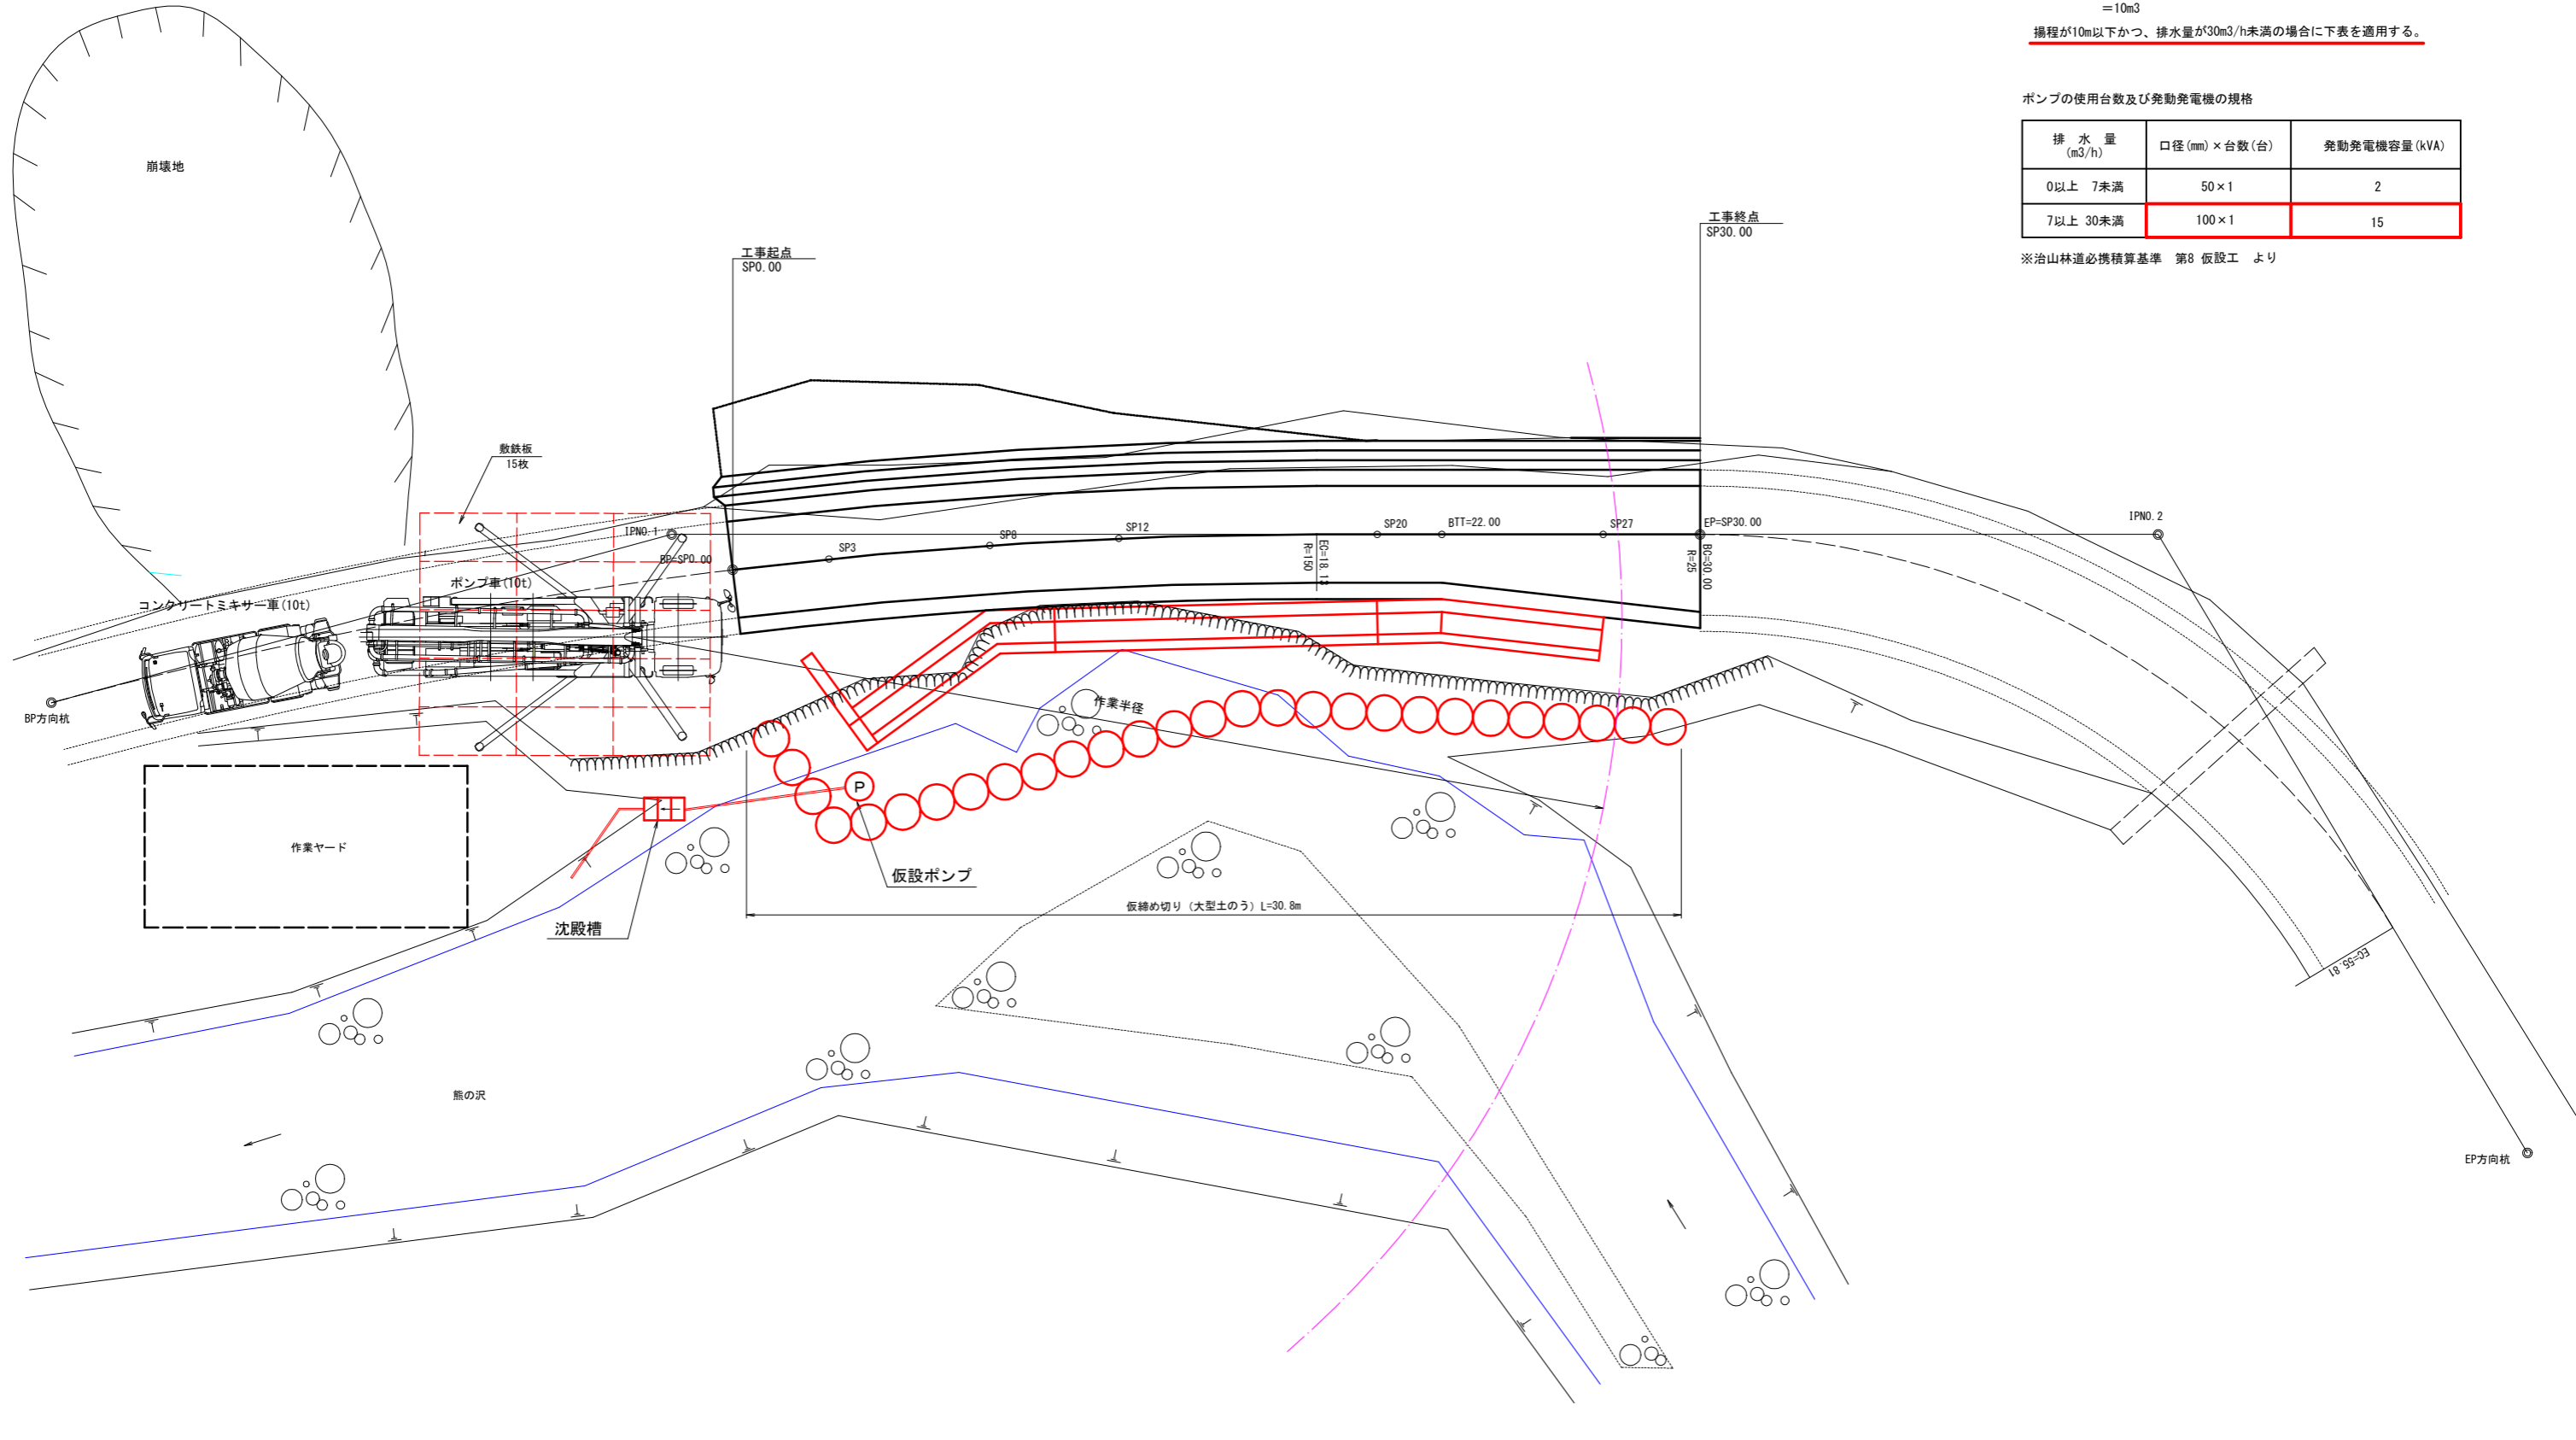 =10m3
揚程が10m以下かつ、排水量が30m3/h未満の場合に下表を適用する。
ポンプの使用台数及び発動発電機の規格
排 水 量
(m3/h)
口径(mm)×台数(台)
発動発電機容量(kVA)
0以上 7未満
50×1
2
7以上 30未満
100×1
15
※治山林道必携積算基準 第8 仮設工 より
崩壊地
工事起点
SP0.00
工事終点
SP30.00
敷鉄板
15枚
IPNO.1
BP=SP0.00
SP3
SP8
SP12
EC=18.13
R=150
SP20
BTT=22.00
SP27
EP=SP30.00
BC=30.00
R=25
IPNO.2
ポンプ車(10t)
コンクリートミキサー車(10t)
BP方向杭
作業半径
P
作業ヤード
仮設ポンプ
沈殿槽
仮締め切り（大型土のう）L=30.8m
EC=55.81
熊の沢
EP方向杭